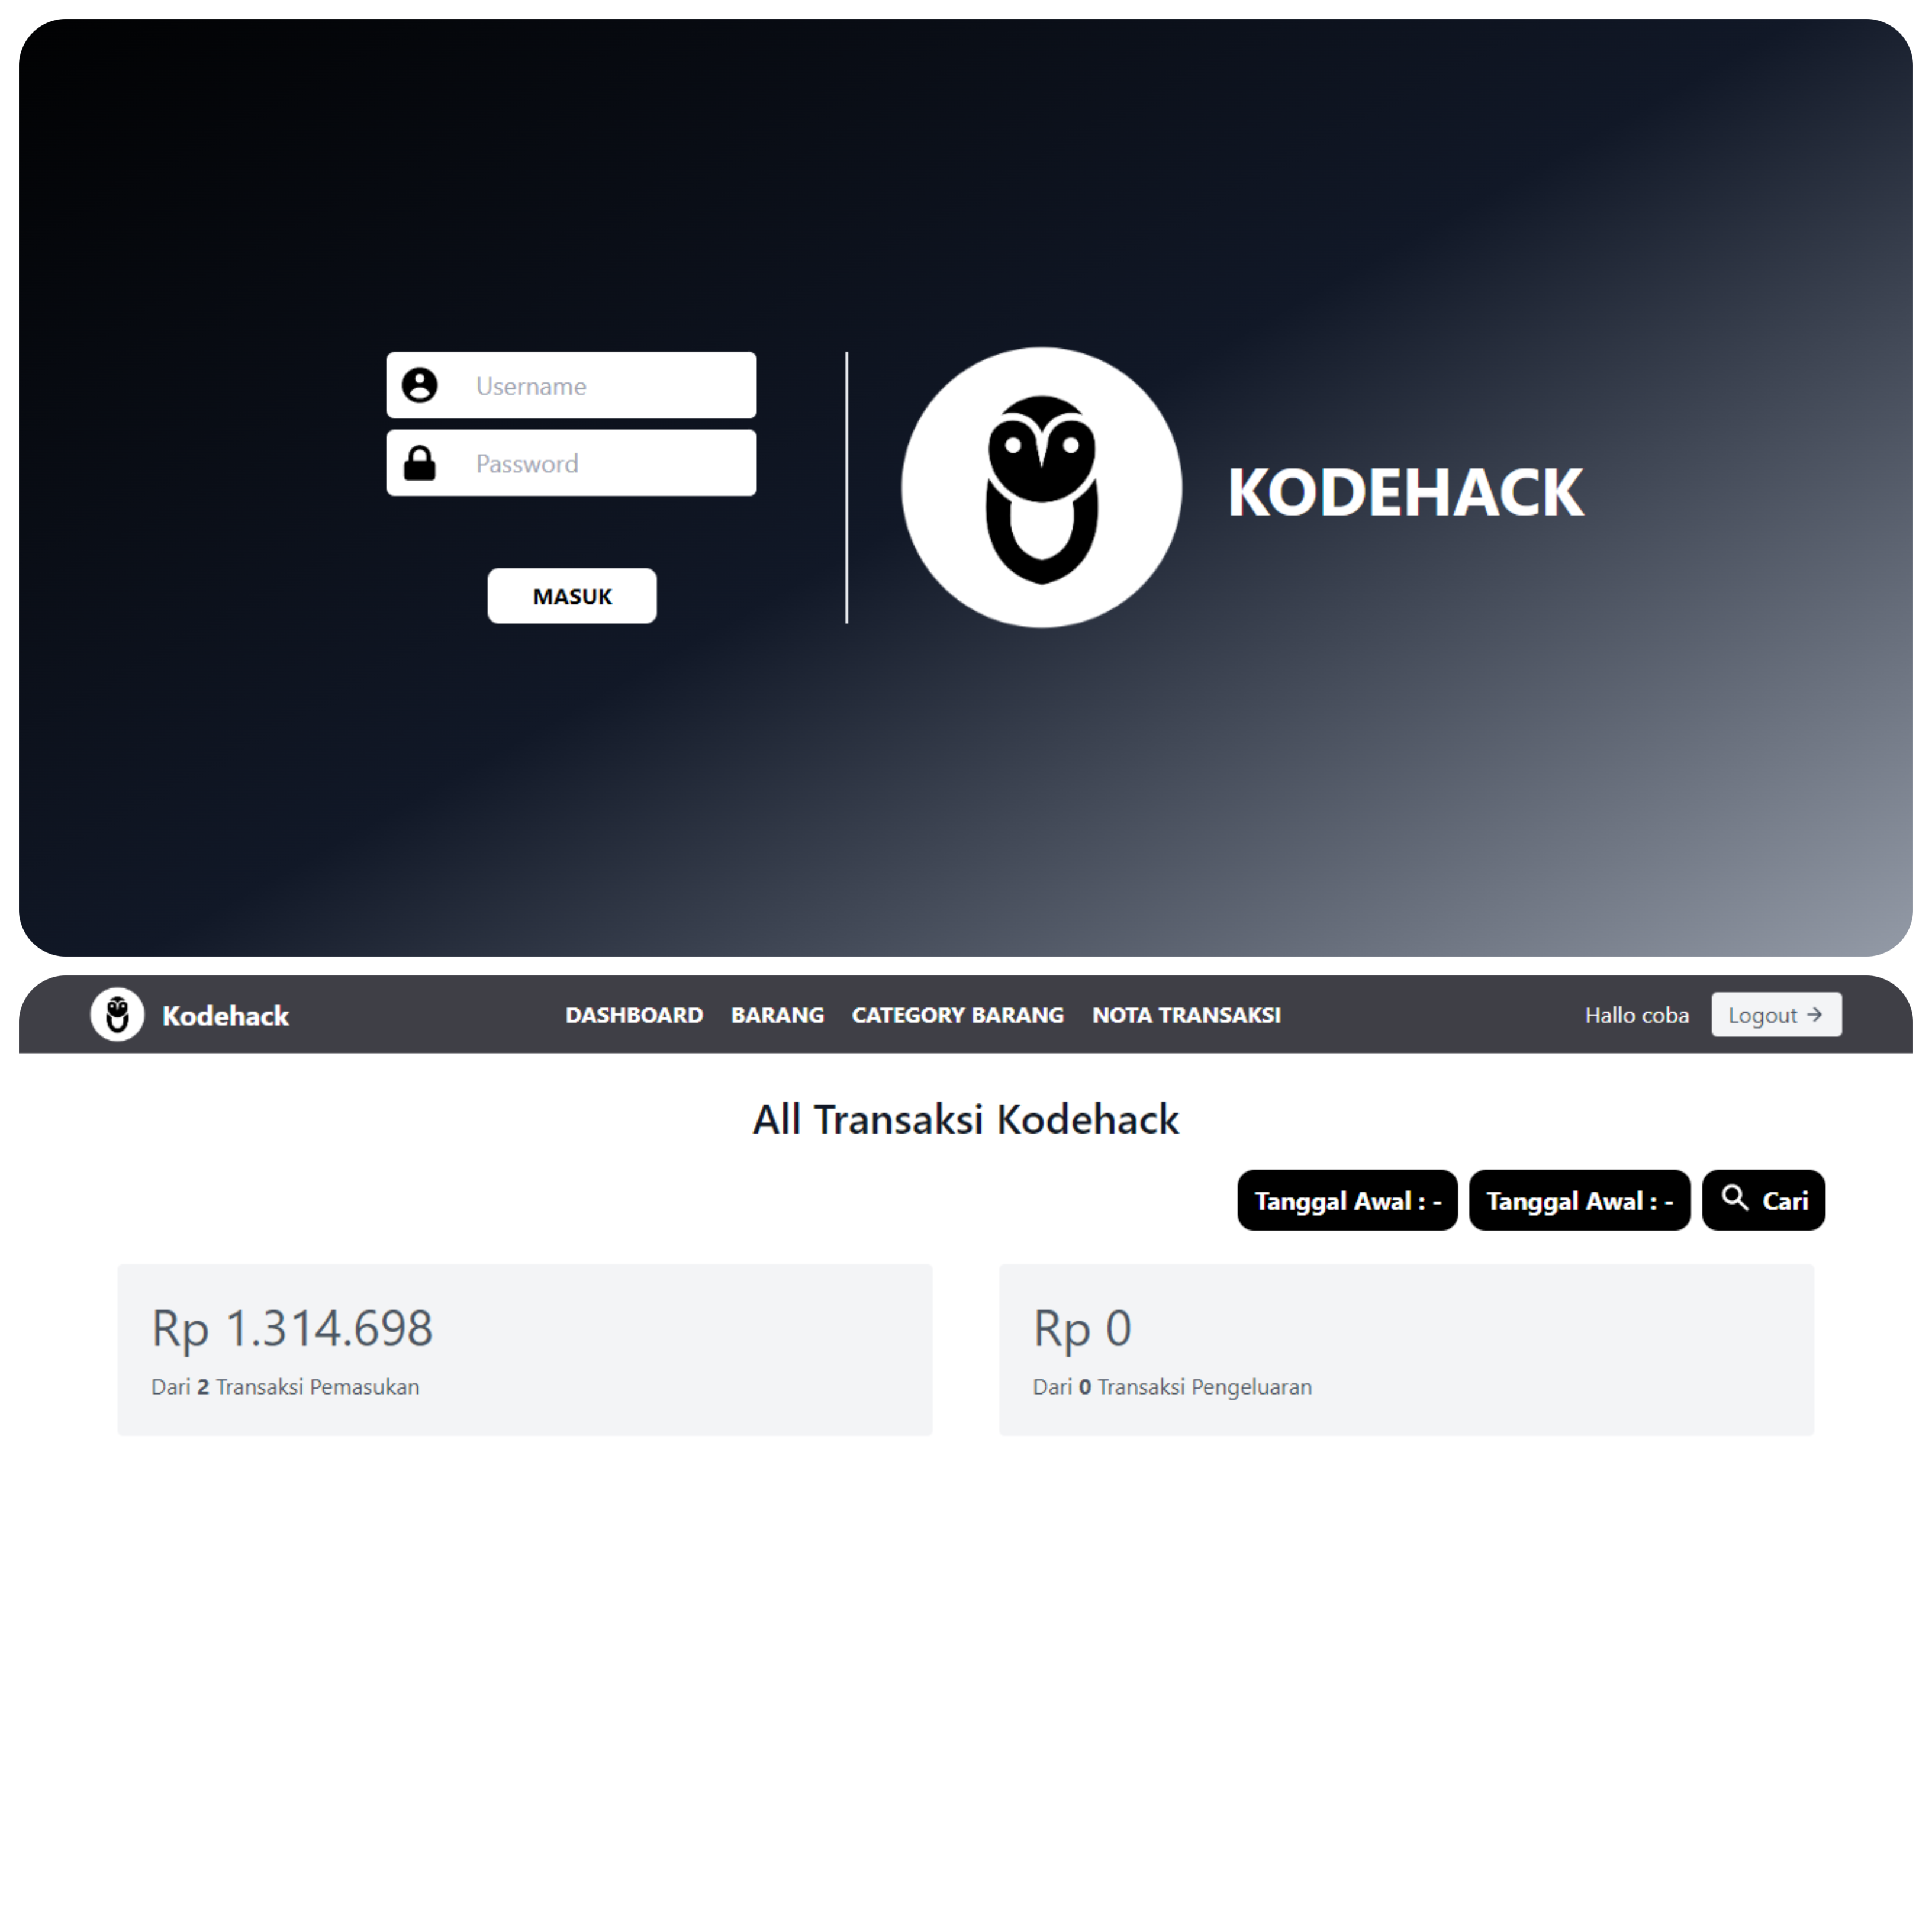 Username
Password
MASUK
KODEHACK
Kodehack DASHBOARD BARANG CATEGORY BARANG NOTA TRANSAKSI Hallo coba Logout →
All Transaksi Kodehack
Tanggal Awal : - Tanggal Awal : - Cari
Rp 1.314.698
Dari 2 Transaksi Pemasukan
Rp 0
Dari 0 Transaksi Pengeluaran